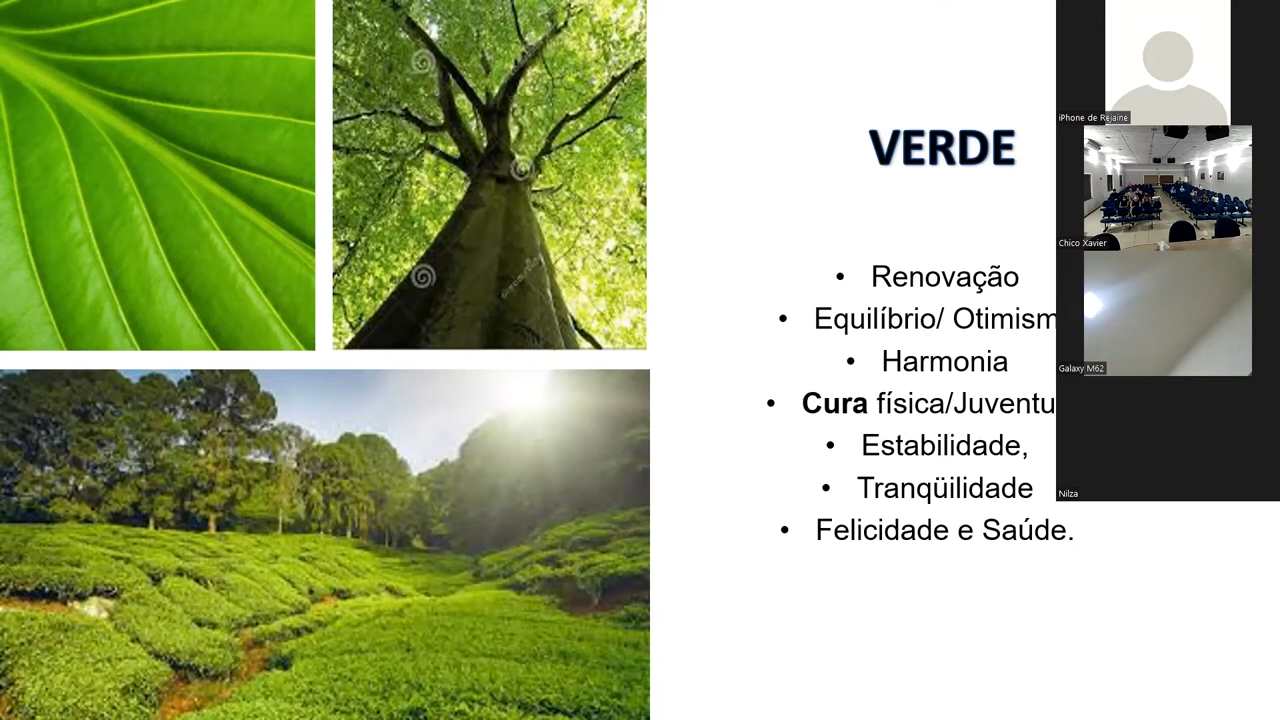 VERDE
• Renovação
• Equilíbrio/ Otimism
• Harmonia
• Cura física/Juventu
• Estabilidade,
• Tranqüilidade
• Felicidade e Saúde.
iPhone de Rejaine
Chico Xavier
Galaxy M62
Nilza